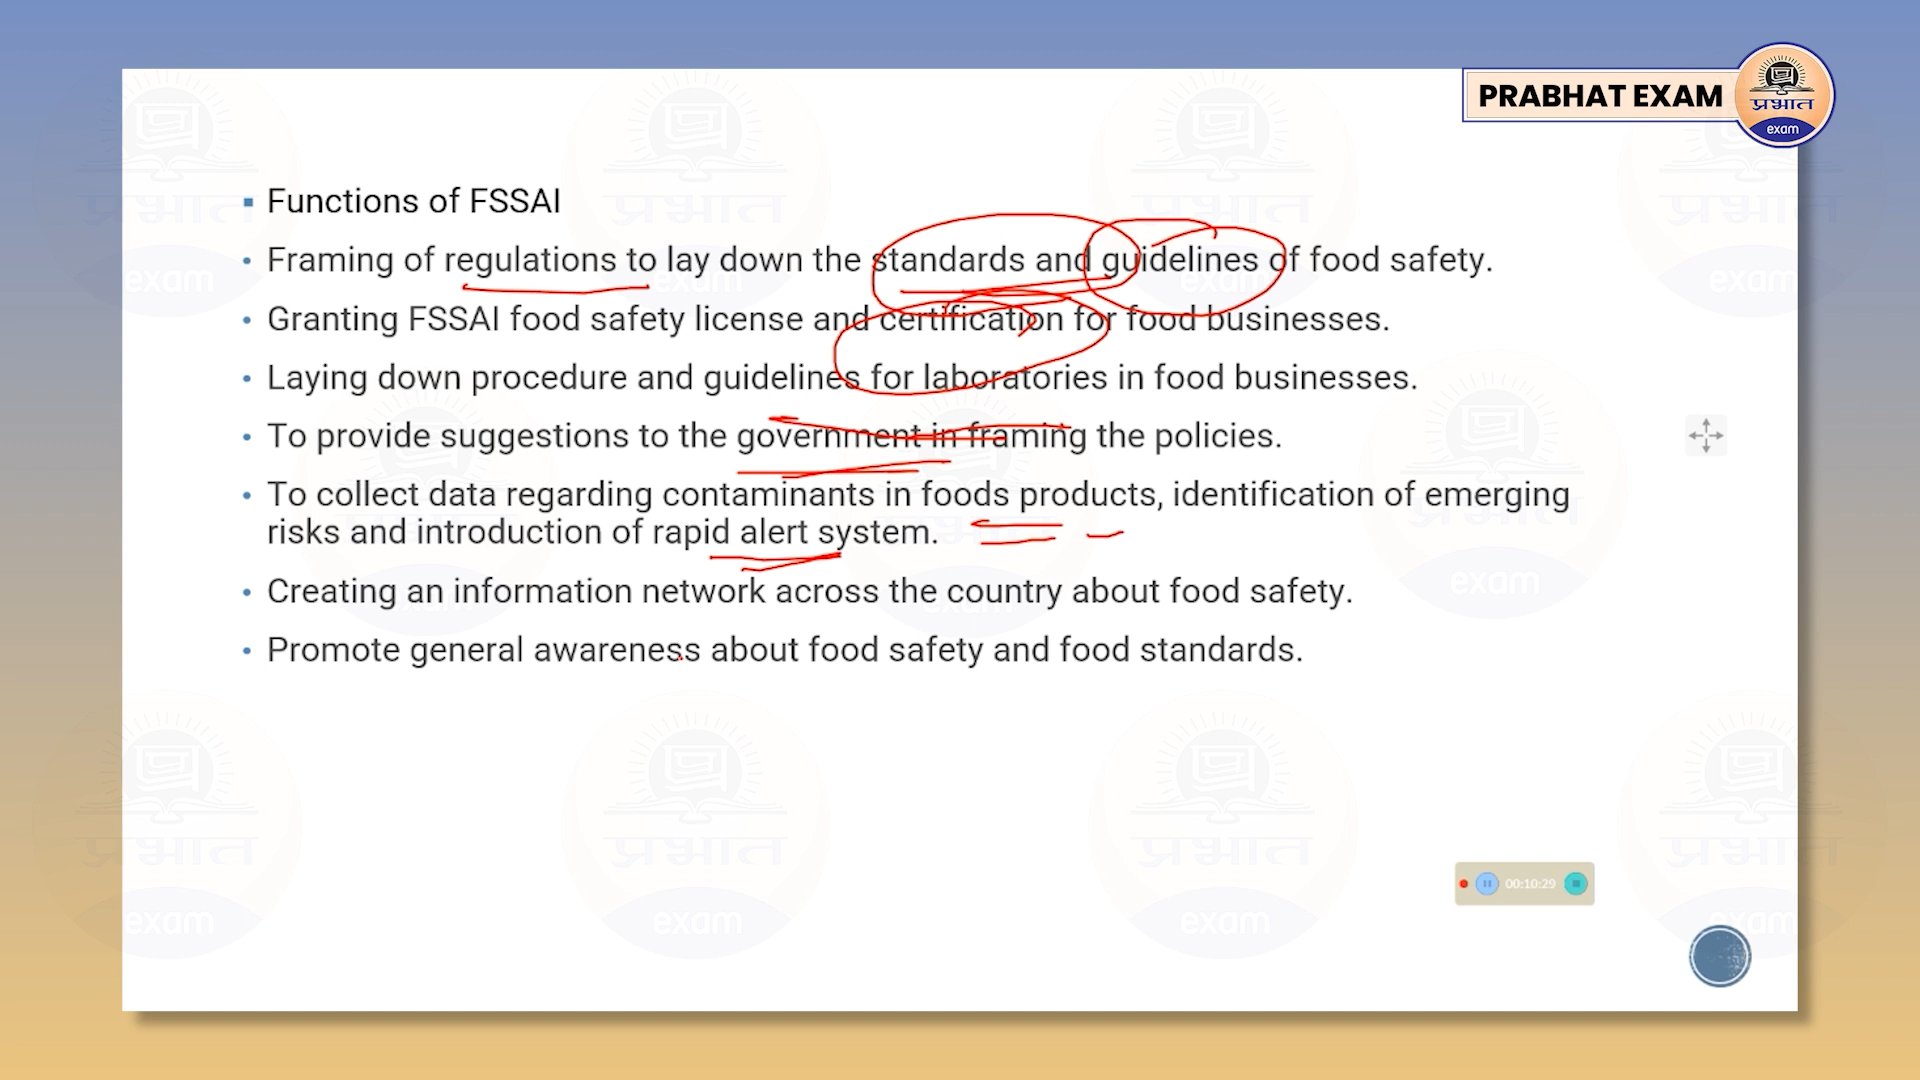 PRABHAT EXAM
प्रभात
exam
Functions of FSSAI
Framing of regulations to lay down the standards and guidelines of food safety.
Granting FSSAI food safety license and certification for food businesses.
Laying down procedure and guidelines for laboratories in food businesses.
To provide suggestions to the government in framing the policies.
To collect data regarding contaminants in foods products, identification of emerging
risks and introduction of rapid alert system.
Creating an information network across the country about food safety.
Promote general awareness about food safety and food standards.
00:10:29